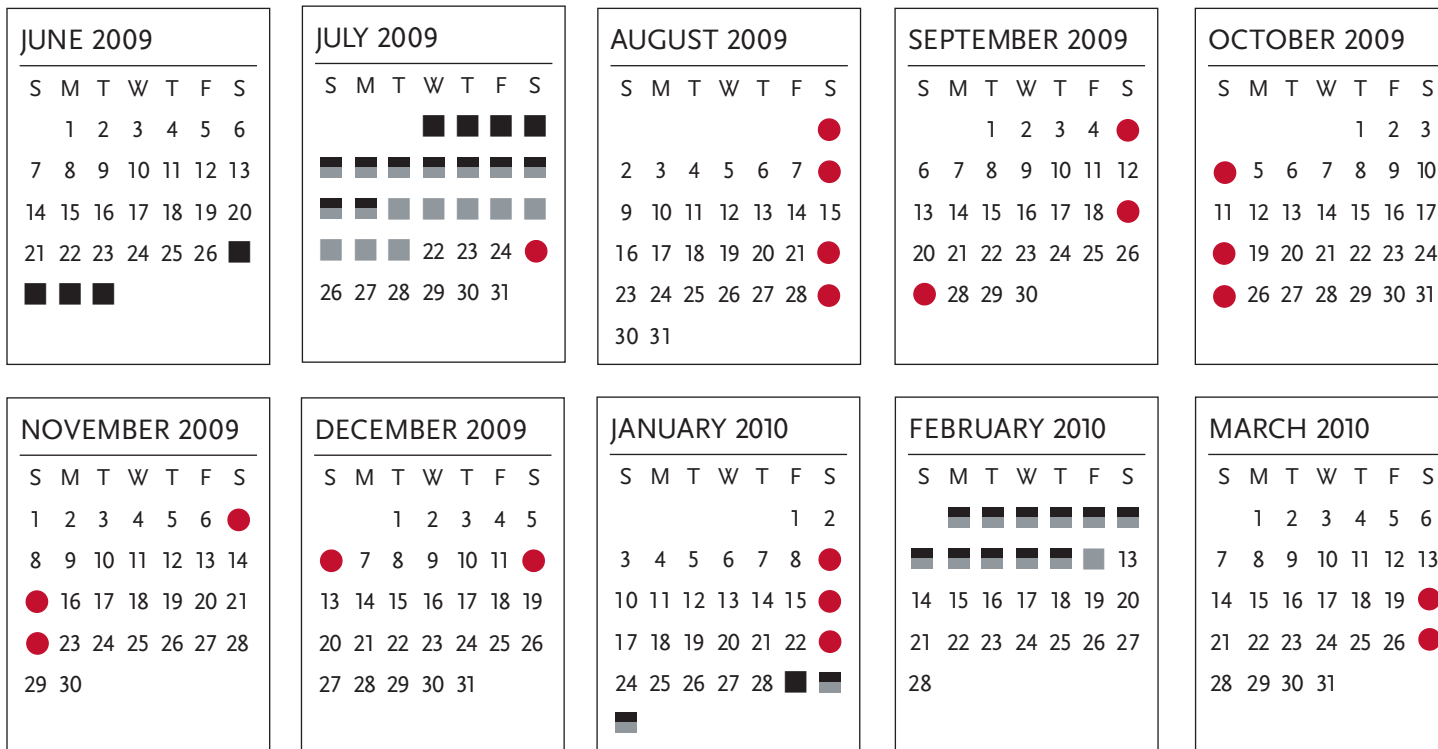 JUNE 2009
S M T W T F S
1 2 3 4 5 6
7 8 9 10 11 12 13
14 15 16 17 18 19 20
21 22 23 24 25 26
JULY 2009
S M T W T F S
22 23 24
26 27 28 29 30 31
AUGUST 2009
S M T W T F S
2 3 4 5 6 7
9 10 11 12 13 14 15
16 17 18 19 20 21
23 24 25 26 27 28
30 31
SEPTEMBER 2009
S M T W T F S
1 2 3 4
6 7 8 9 10 11 12
13 14 15 16 17 18
20 21 22 23 24 25 26
28 29 30
OCTOBER 2009
S M T W T F S
1 2 3
5 6 7 8 9 10
11 12 13 14 15 16 17
19 20 21 22 23 24
26 27 28 29 30 31
NOVEMBER 2009
S M T W T F S
1 2 3 4 5 6
8 9 10 11 12 13 14
16 17 18 19 20 21
23 24 25 26 27 28
29 30
DECEMBER 2009
S M T W T F S
1 2 3 4 5
7 8 9 10 11
13 14 15 16 17 18 19
20 21 22 23 24 25 26
27 28 29 30 31
JANUARY 2010
S M T W T F S
1 2
3 4 5 6 7 8
10 11 12 13 14 15
17 18 19 20 21 22
24 25 26 27 28
FEBRUARY 2010
S M T W T F S
13
14 15 16 17 18 19 20
21 22 23 24 25 26 27
28
MARCH 2010
S M T W T F S
1 2 3 4 5 6
7 8 9 10 11 12 13
14 15 16 17 18 19
21 22 23 24 25 26
28 29 30 31